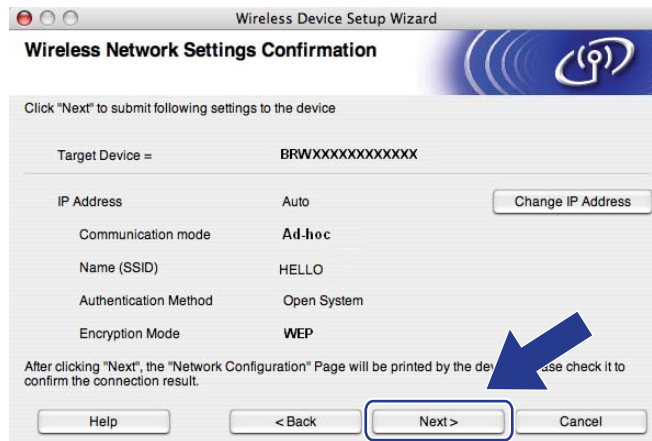 Wireless Device Setup Wizard
Wireless Network Settings Confirmation
Click "Next" to submit following settings to the device
Target Device = BRWXXXXXXXXXXXX
IP Address Auto Change IP Address
Communication mode Ad-hoc
Name (SSID) HELLO
Authentication Method Open System
Encryption Mode WEP
After clicking "Next", the "Network Configuration" Page will be printed by the check it to
confirm the connection result.
Help < Back Next > Cancel